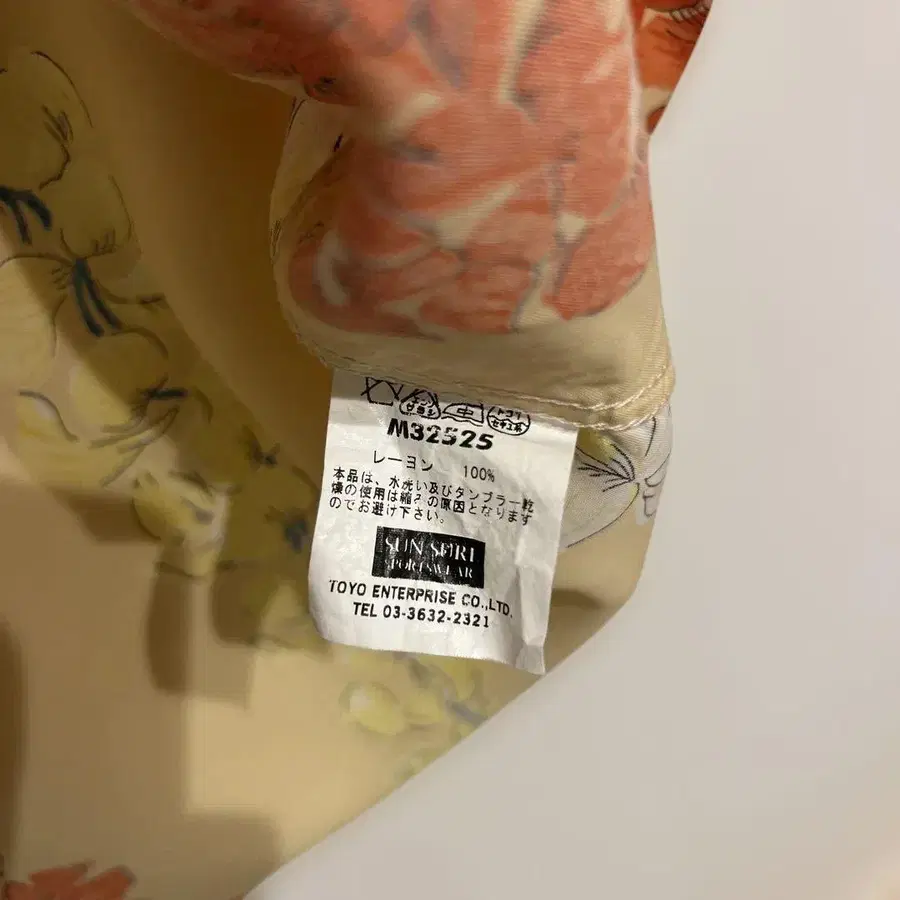 M32525
レーヨン 100%
本品は、水洗い及びタンブラー乾
燥の使用は縮みの原因となります
のでお避け下さい。
SUN SURF
SPORTSWEAR
TOYO ENTERPRISE CO.,LTD.
TEL 03-3632-2321